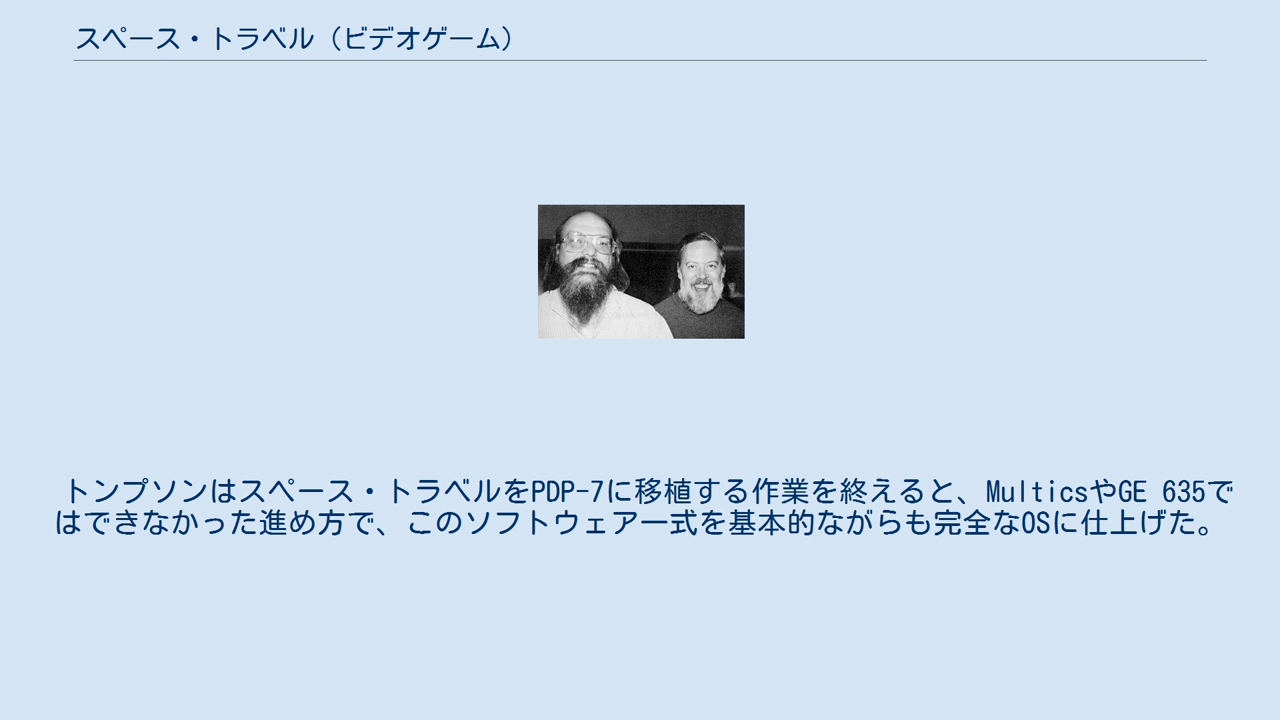 スペース・トラベル（ビデオゲーム）
トンプソンはスペース・トラベルをPDP-7に移植する作業を終えると、MulticsやGE 635で
はできなかった進め方で、このソフトウェア一式を基本的ながらも完全なOSに仕上げた。